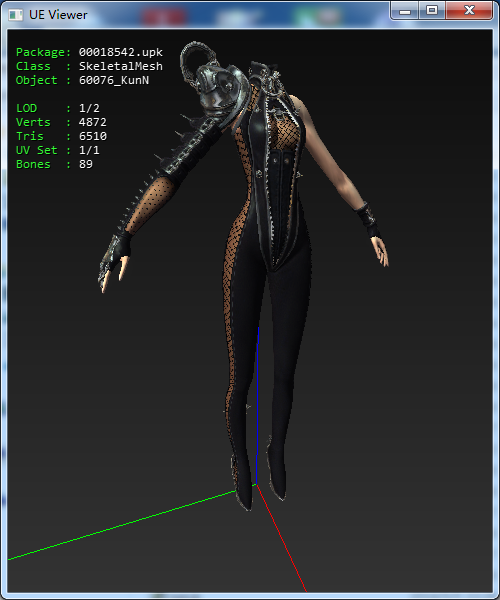 UE Viewer
Package: 00018542.upk
Class : SkeletalMesh
Object : 60076_KunN
LOD : 1/2
Verts : 4872
Tris : 6510
UV Set : 1/1
Bones : 89